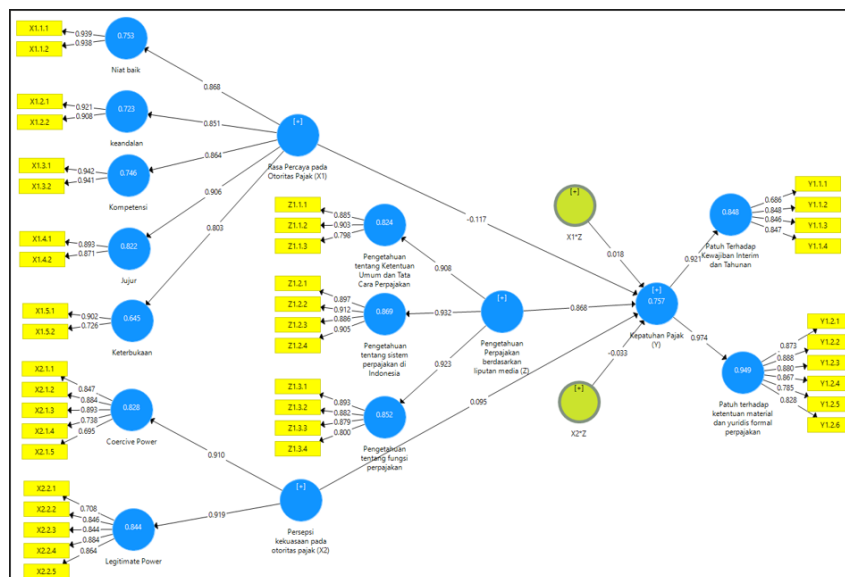 X1.1.1
X1.1.2
0.939
0.938
0.753
Niat baik
X1.2.1
X1.2.2
0.921
0.908
0.723
keandalan
X1.3.1
X1.3.2
0.942
0.941
0.746
Kompetensi
X1.4.1
X1.4.2
0.893
0.871
0.822
Jujur
X1.5.1
X1.5.2
0.902
0.726
0.645
Keterbukaan
X2.1.1
X2.1.2
X2.1.3
X2.1.4
X2.1.5
0.847
0.884
0.893
0.738
0.695
0.828
Coercive Power
X2.2.1
X2.2.2
X2.2.3
X2.2.4
X2.2.5
0.708
0.846
0.844
0.884
0.864
0.844
Legitimate Power
0.868
0.851
0.864
0.906
0.803
[+]
Rasa Percaya pada
Otoritas Pajak (X1)
0.910
0.919
[+]
Persepsi
kekuasaan pada
otoritas pajak (X2)
Z1.1.1
Z1.1.2
Z1.1.3
0.885
0.903
0.798
0.824
Pengetahuan
tentang Ketentuan
Umum dan Tata
Cara Perpajakan
Z1.2.1
Z1.2.2
Z1.2.3
Z1.2.4
0.897
0.912
0.886
0.905
0.869
Pengetahuan
tentang sistem
perpajakan di
Indonesia
Z1.3.1
Z1.3.2
Z1.3.3
Z1.3.4
0.893
0.882
0.879
0.800
0.852
Pengetahuan
tentang fungsi
perpajakan
0.908
0.932
0.923
[+]
Pengetahuan
Perpajakan
berdasarkan
liputan media (Z)
-0.117
0.868
0.095
[+]
X1*Z
0.018
[+]
X2*Z
-0.033
[+]
0.757
Kepatuhan Pajak
(Y)
0.921
0.974
0.848
Patuh Terhadap
Kewajiban Interim
dan Tahunan
0.686
0.848
0.846
0.847
Y1.1.1
Y1.1.2
Y1.1.3
Y1.1.4
0.949
Patuh terhadap
ketentuan material
dan yuridis formal
perpajakan
0.873
0.888
0.880
0.867
0.785
0.828
Y1.2.1
Y1.2.2
Y1.2.3
Y1.2.4
Y1.2.5
Y1.2.6